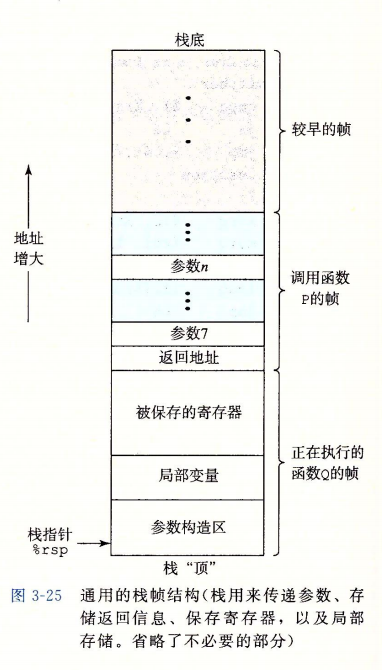 栈底
较早的帧
地址
增大
参数n
调用函数
P的帧
参数7
返回地址
被保存的寄存器
正在执行的
函数Q的帧
局部变量
栈指针
%rsp
参数构造区
栈“顶”
图 3-25 通用的栈帧结构(栈用来传递参数、存
储返回信息、保存寄存器，以及局部
存储。省略了不必要的部分)